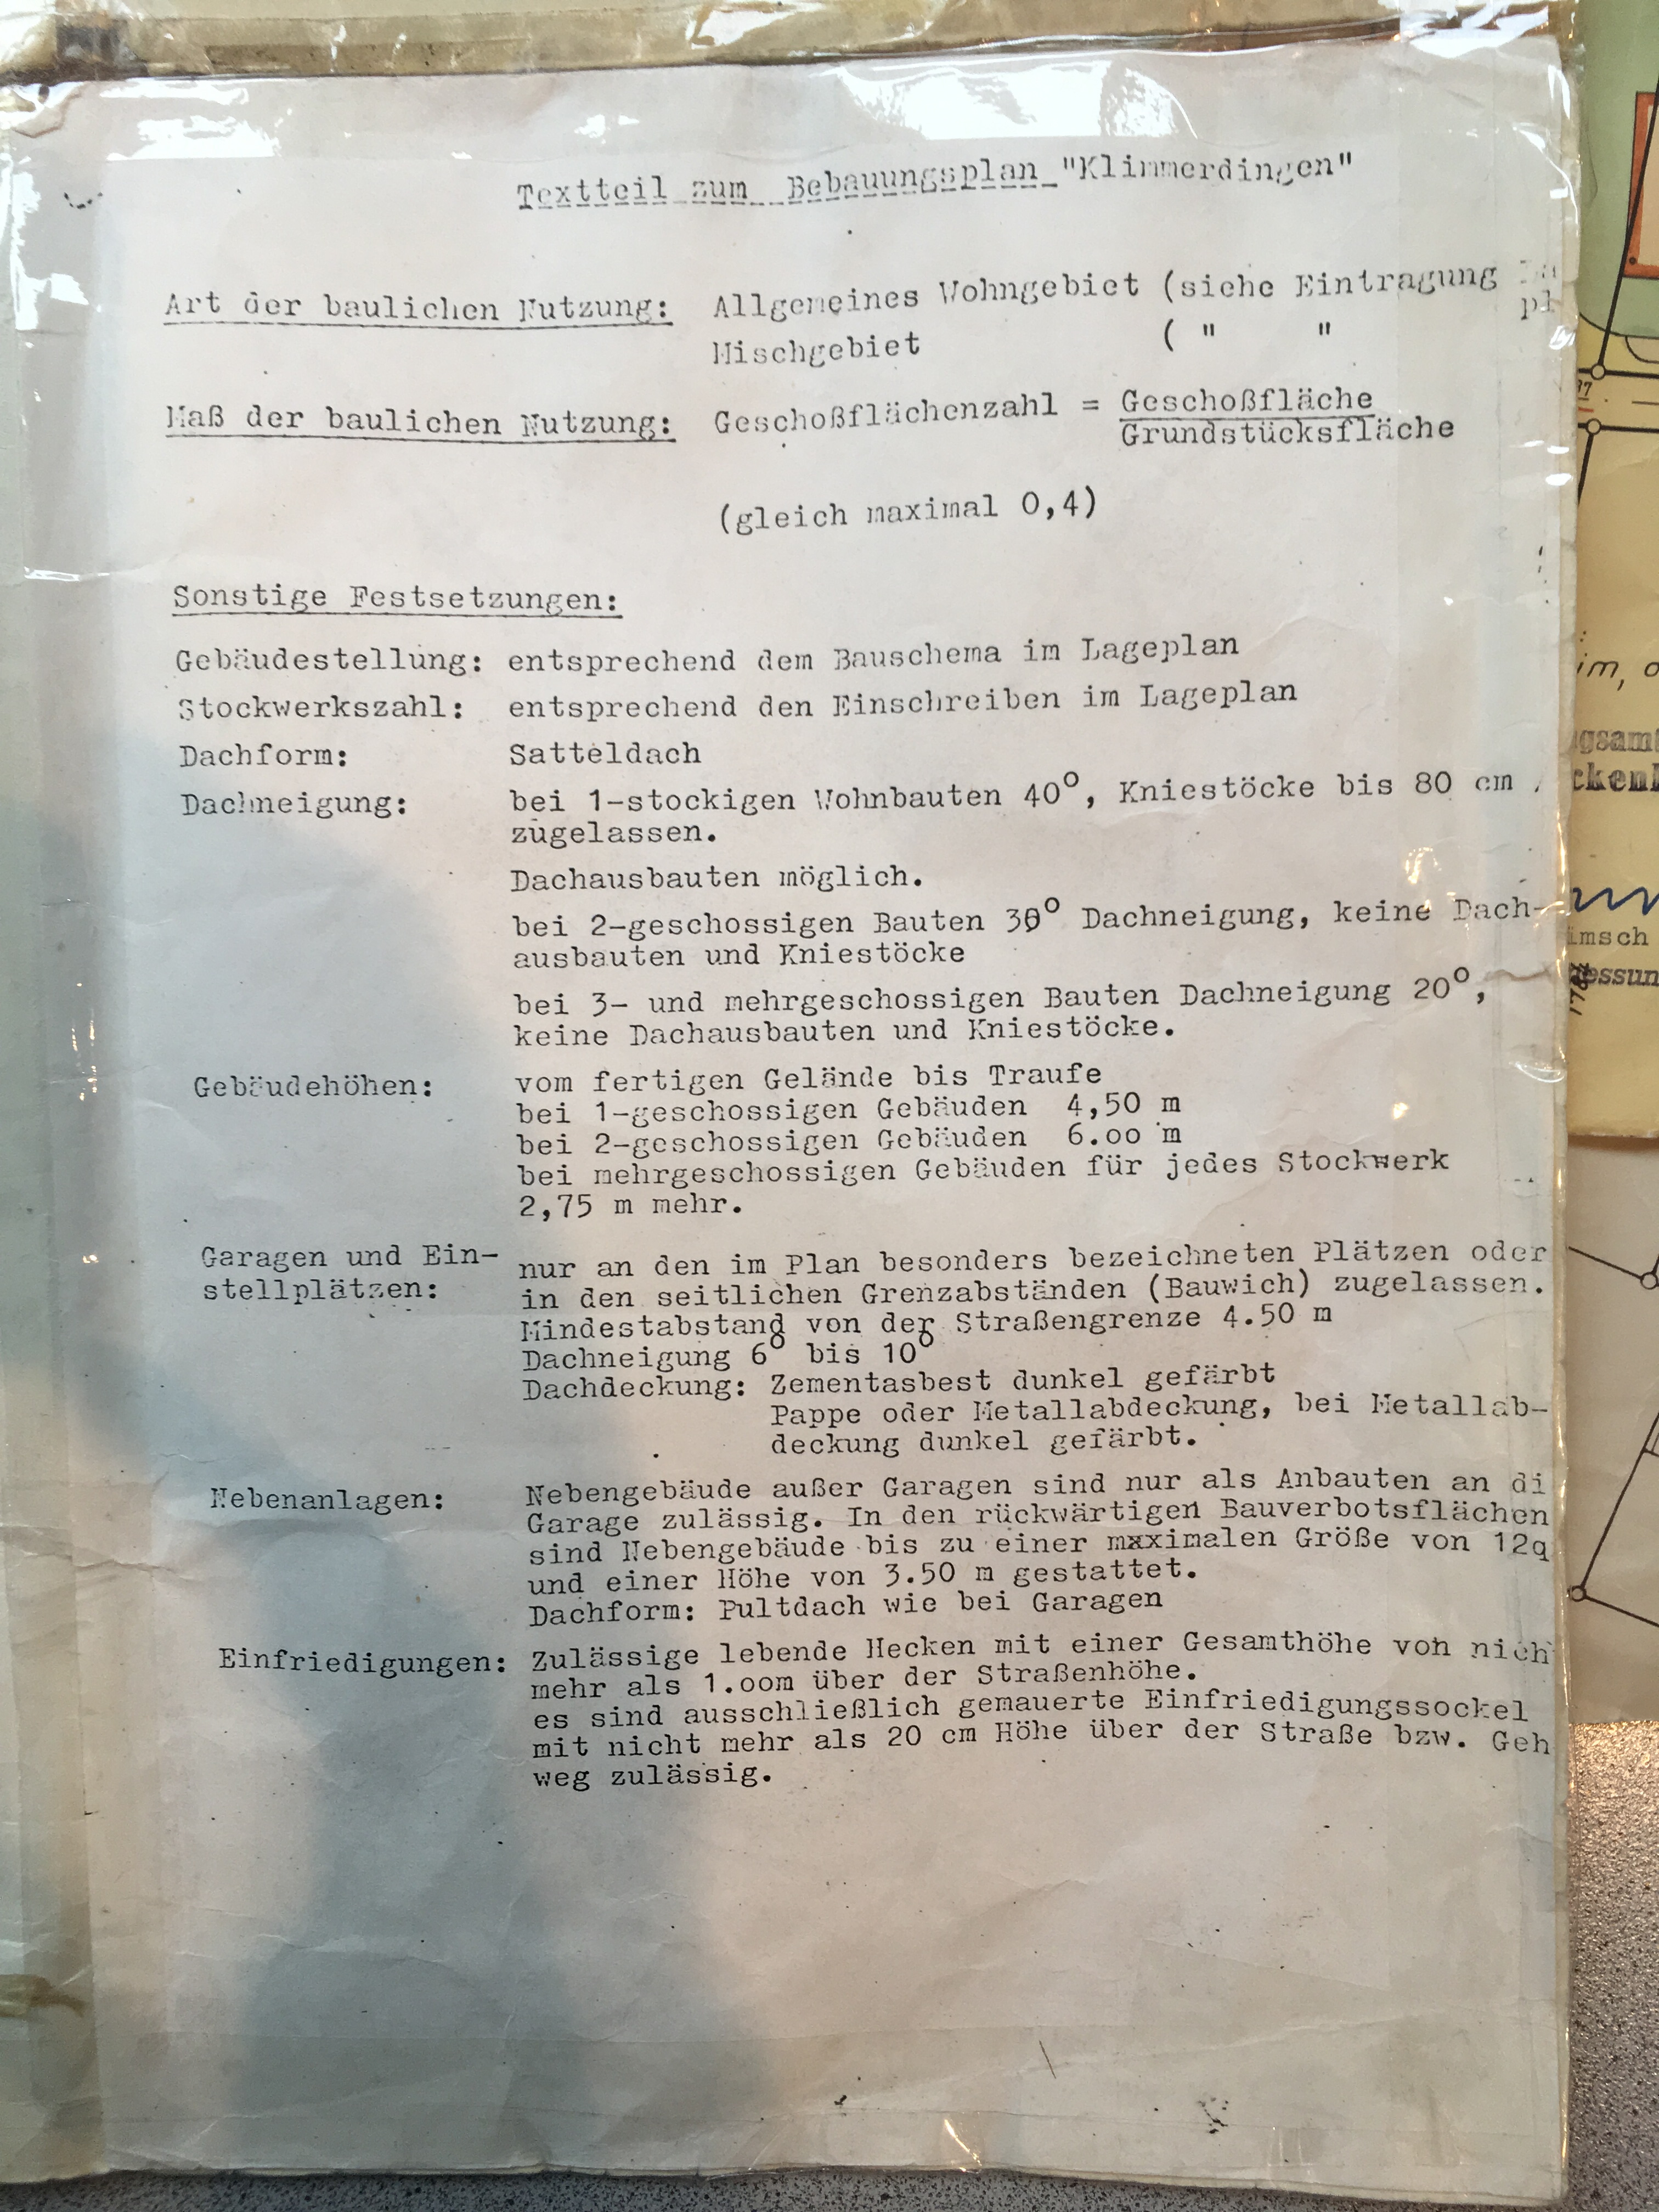 Textteil zum Bebauungsplan "Klimmerdingen"
Art der baulichen Nutzung: Allgemeines Wohngebiet (siehe Eintragung
pl
Mischgebiet ( " "
Maß der baulichen Nutzung: Geschoßflächenzahl = Geschoßfläche
Grundstücksfläche
(gleich maximal 0,4)
Sonstige Festsetzungen:
Gebäudestellung: entsprechend dem Bauschema im Lageplan
Stockwerkszahl: entsprechend den Einschreiben im Lageplan
Dachform: Satteldach
Dachneigung: bei 1-stockigen Wohnbauten 40°, Kniestöcke bis 80 cm
zugelassen.
Dachausbauten möglich.
bei 2-geschossigen Bauten 30° Dachneigung, keine Dach-
ausbauten und Kniestöcke
bei 3- und mehrgeschossigen Bauten Dachneigung 20°,
keine Dachausbauten und Kniestöcke.
Gebäudehöhen: vom fertigen Gelände bis Traufe
bei 1-geschossigen Gebäuden 4,50 m
bei 2-geschossigen Gebäuden 6.oo m
bei mehrgeschossigen Gebäuden für jedes Stockwerk
2,75 m mehr.
Garagen und Ein-
stellplätzen: nur an den im Plan besonders bezeichneten Plätzen oder
in den seitlichen Grenzabständen (Bauwich) zugelassen.
Mindestabstand von der Straßengrenze 4.50 m
Dachneigung 6° bis 10°
Dachdeckung: Zementasbest dunkel gefärbt
Pappe oder Metallabdeckung, bei Metallab-
deckung dunkel gefärbt.
Nebenanlagen: Nebengebäude außer Garagen sind nur als Anbauten an di
Garage zulässig. In den rückwärtigen Bauverbotsflächen
sind Nebengebäude bis zu einer maximalen Größe von 12q
und einer Höhe von 3.50 m gestattet.
Dachform: Pultdach wie bei Garagen
Einfriedigungen: Zulässige lebende Hecken mit einer Gesamthöhe von nich
mehr als 1.oom über der Straßenhöhe.
es sind ausschließlich gemauerte Einfriedigungssockel
mit nicht mehr als 20 cm Höhe über der Straße bzw. Geh
weg zulässig.
37
im, o
gsamt
cken
imsch
essun